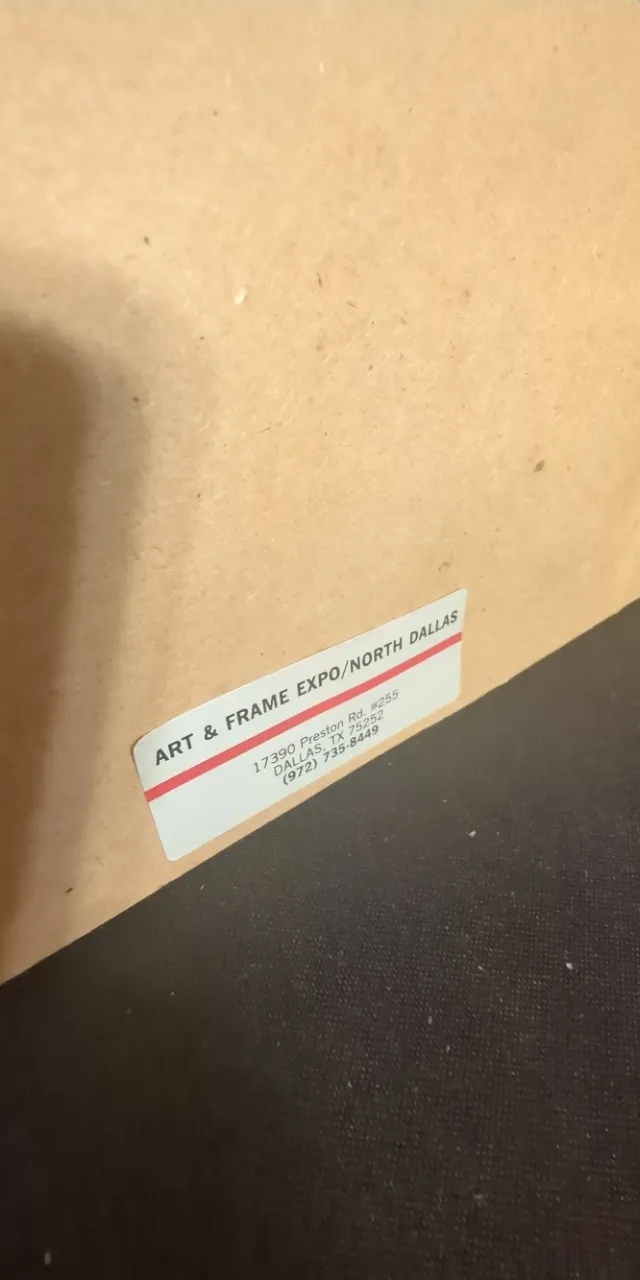 ART & FRAME EXPO/NORTH DALLAS
17390 Preston Rd. #255
DALLAS, TX 75252
(972) 735-8449